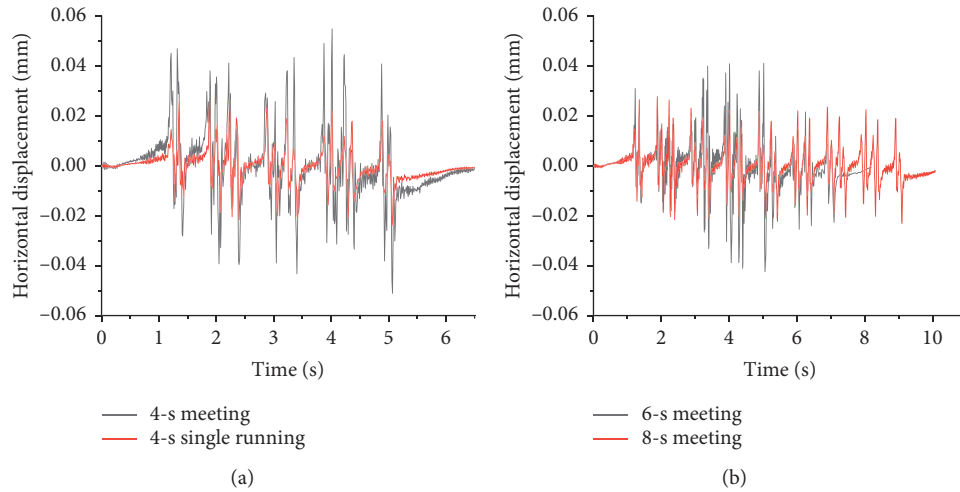 0.06
0.04
0.02
0.00
−0.02
−0.04
−0.06
Horizontal displacement (mm)
0 1 2 3 4 5 6
Time (s)
4-s meeting
4-s single running
(a)
0.06
0.04
0.02
0.00
−0.02
−0.04
−0.06
Horizontal displacement (mm)
0 2 4 6 8 10
Time (s)
6-s meeting
8-s meeting
(b)